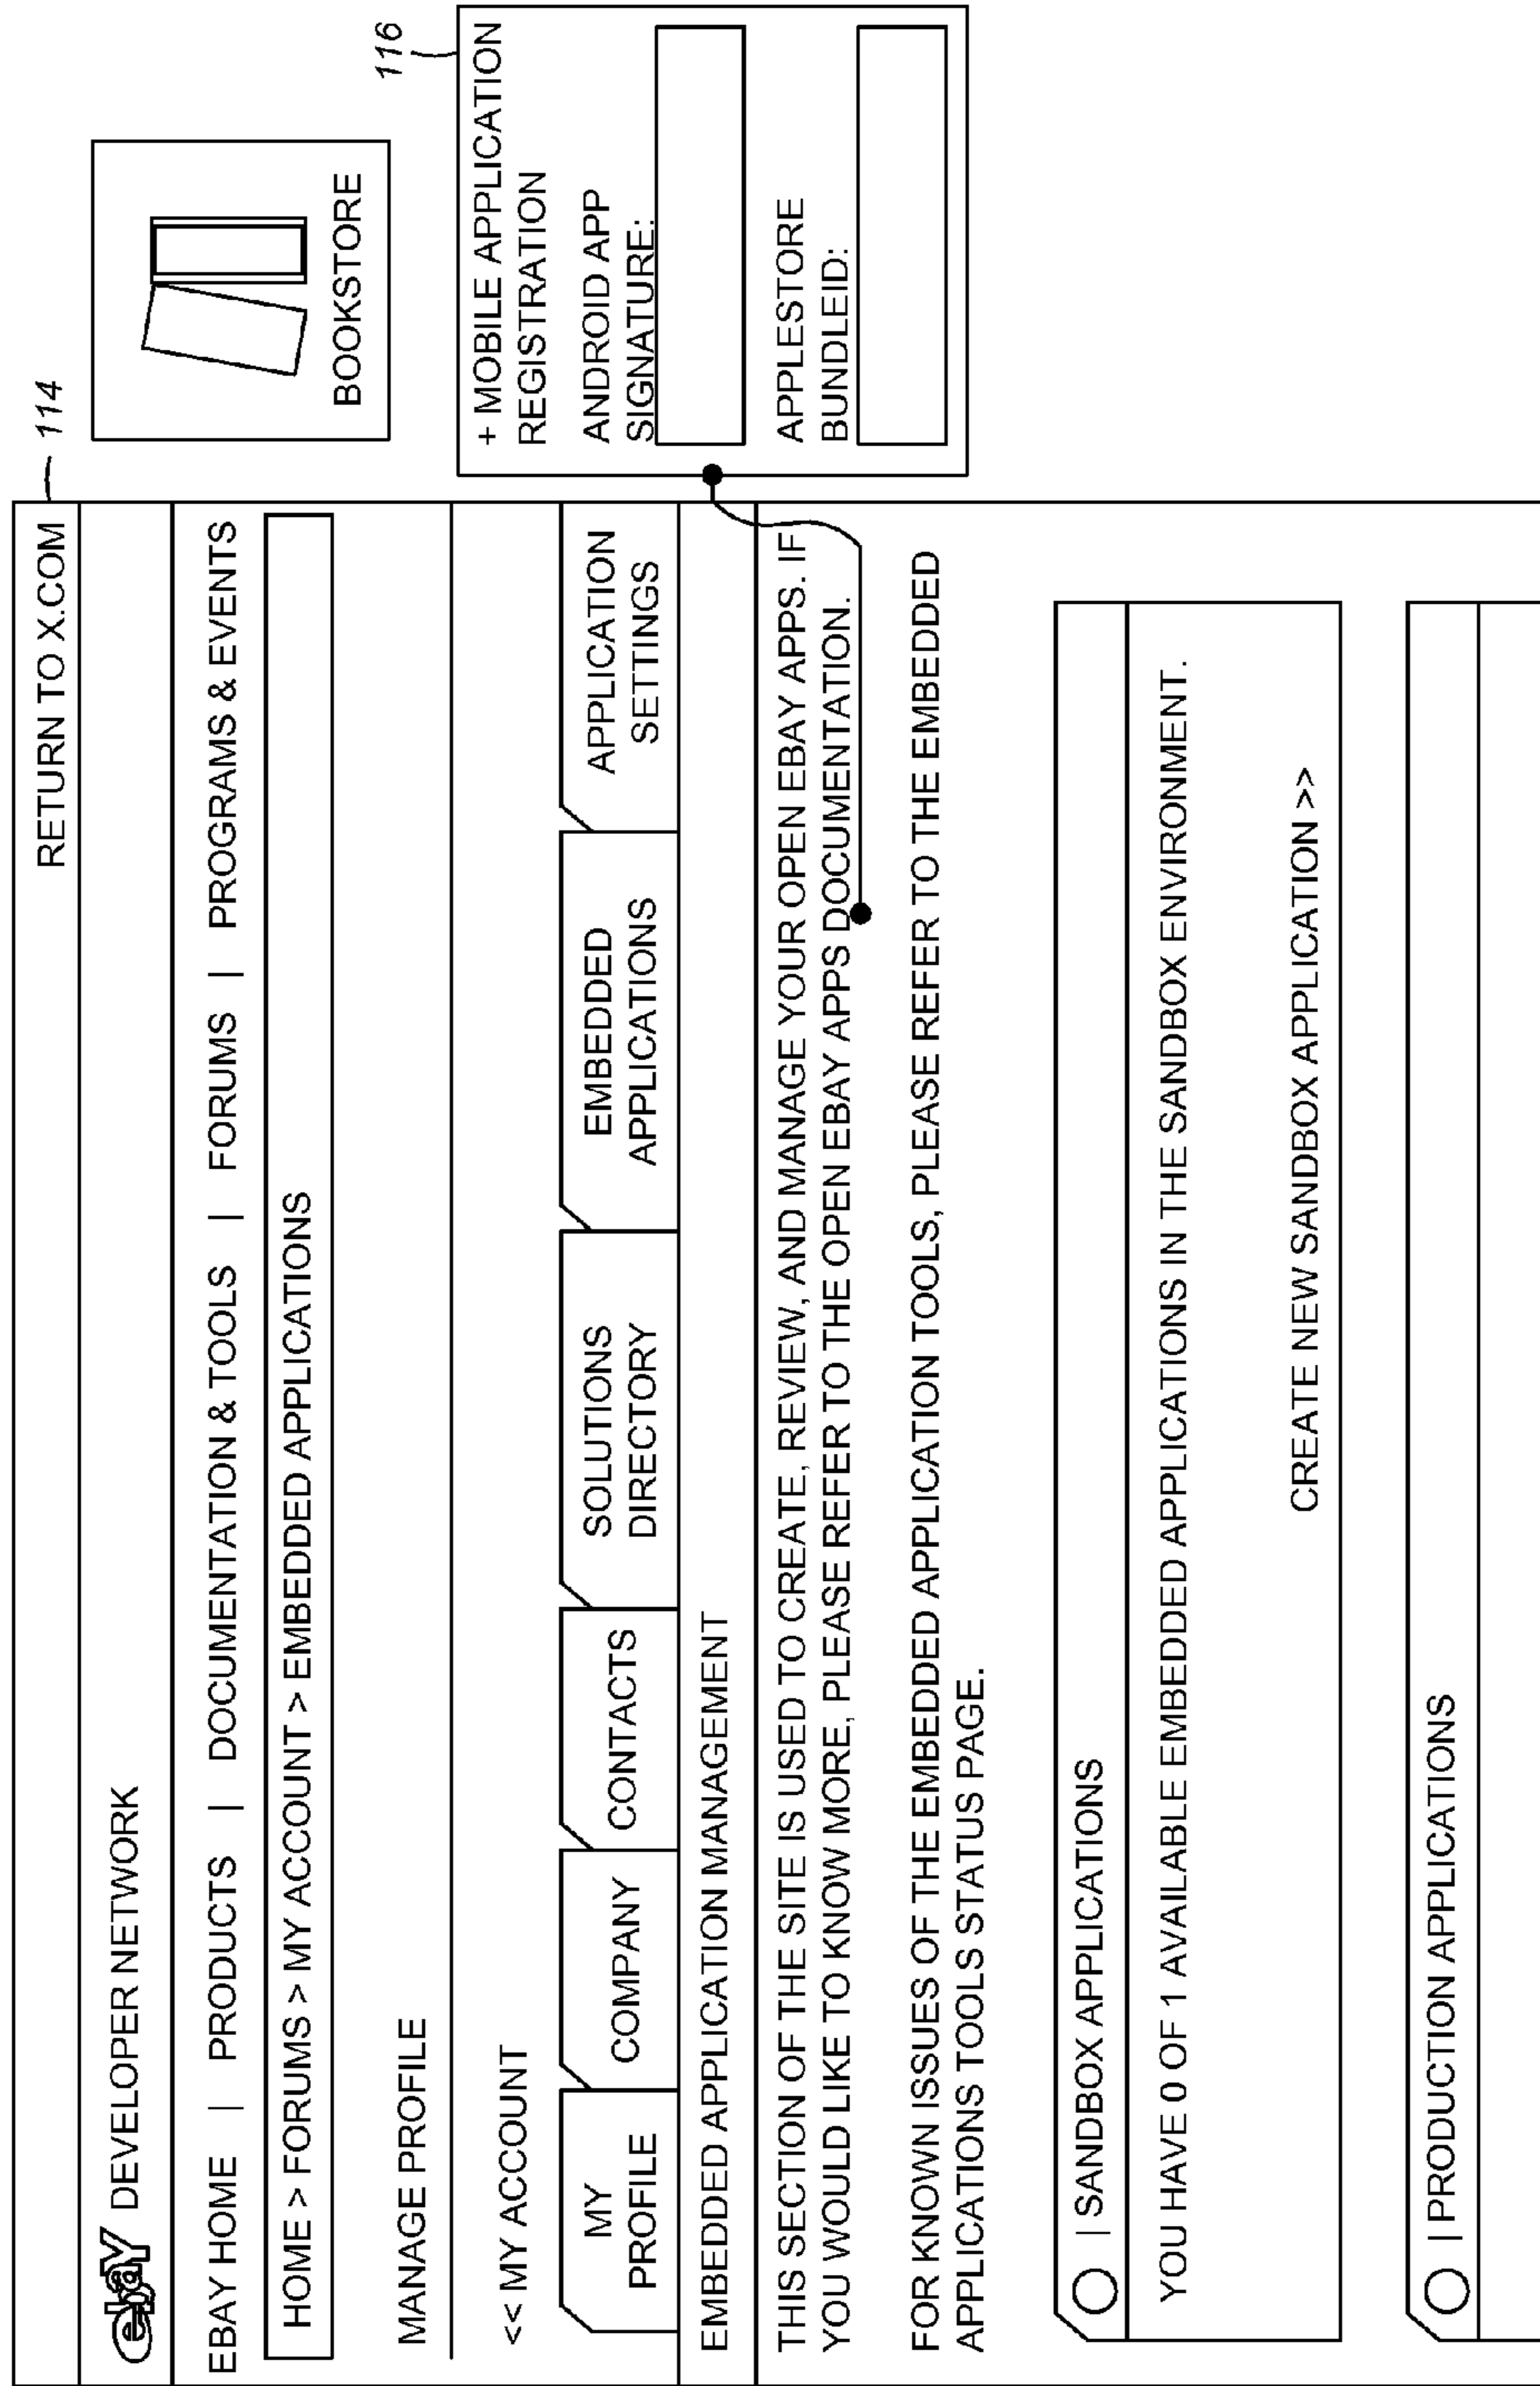 RETURN TO X.COM
114
ebaY DEVELOPER NETWORK
EBAY HOME | PRODUCTS | DOCUMENTATION & TOOLS | FORUMS | PROGRAMS & EVENTS
HOME > FORUMS > MY ACCOUNT > EMBEDDED APPLICATIONS
MANAGE PROFILE
<< MY ACCOUNT
MY
PROFILE
COMPANY
CONTACTS
SOLUTIONS
DIRECTORY
EMBEDDED
APPLICATIONS
APPLICATION
SETTINGS
EMBEDDED APPLICATION MANAGEMENT
THIS SECTION OF THE SITE IS USED TO CREATE, REVIEW, AND MANAGE YOUR OPEN EBAY APPS. IF
YOU WOULD LIKE TO KNOW MORE, PLEASE REFER TO THE OPEN EBAY APPS DOCUMENTATION.
FOR KNOWN ISSUES OF THE EMBEDDED APPLICATION TOOLS, PLEASE REFER TO THE EMBEDDED
APPLICATIONS TOOLS STATUS PAGE.
| SANDBOX APPLICATIONS
YOU HAVE 0 OF 1 AVAILABLE EMBEDDED APPLICATIONS IN THE SANDBOX ENVIRONMENT.
CREATE NEW SANDBOX APPLICATION >>
| PRODUCTION APPLICATIONS
BOOKSTORE
116
+ MOBILE APPLICATION
REGISTRATION
ANDROID APP
SIGNATURE:
APPLESTORE
BUNDLEID: